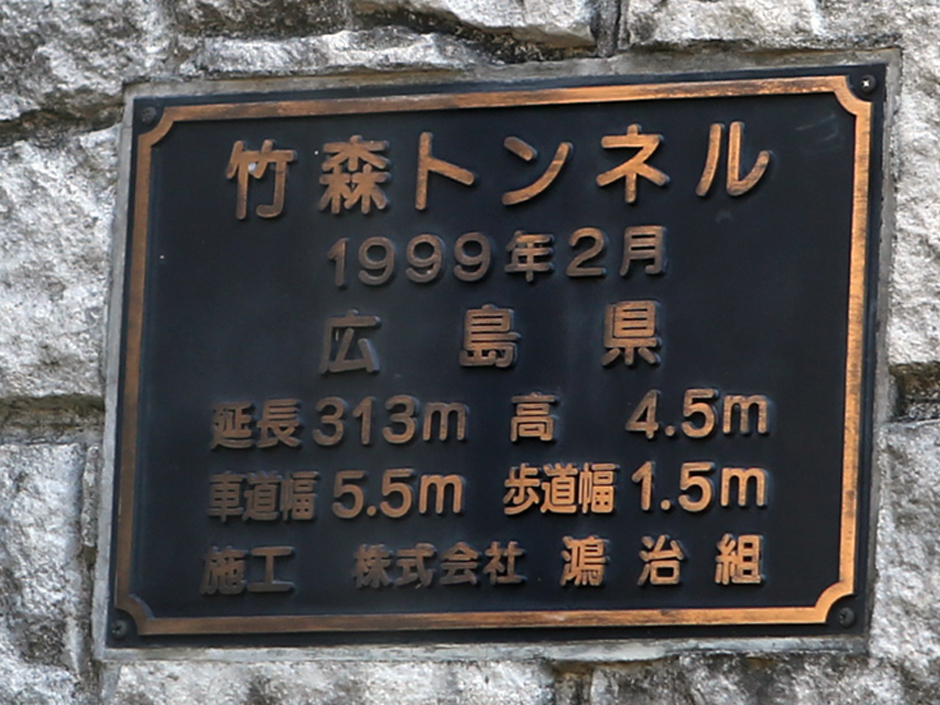 竹森トンネル
1999年2月
広島県
延長313m 高 4.5m
車道幅5.5m 歩道幅1.5m
施工 株式会社 鴻治組